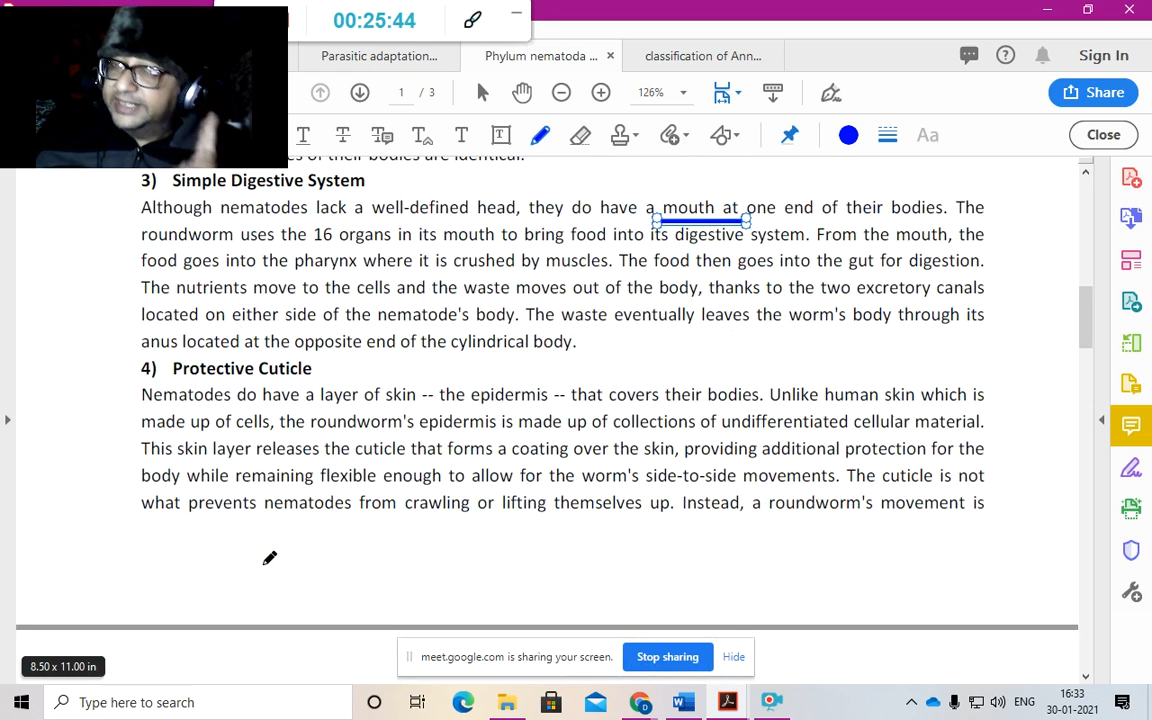 00:25:44
Parasitic adaptation...
Phylum nematoda ...
classification of Ann...
Sign In
1 / 3
126%
Share
Close
3) Simple Digestive System
Although nematodes lack a well-defined head, they do have a mouth at one end of their bodies. The
roundworm uses the 16 organs in its mouth to bring food into its digestive system. From the mouth, the
food goes into the pharynx where it is crushed by muscles. The food then goes into the gut for digestion.
The nutrients move to the cells and the waste moves out of the body, thanks to the two excretory canals
located on either side of the nematode's body. The waste eventually leaves the worm's body through its
anus located at the opposite end of the cylindrical body.
4) Protective Cuticle
Nematodes do have a layer of skin -- the epidermis -- that covers their bodies. Unlike human skin which is
made up of cells, the roundworm's epidermis is made up of collections of undifferentiated cellular material.
This skin layer releases the cuticle that forms a coating over the skin, providing additional protection for the
body while remaining flexible enough to allow for the worm's side-to-side movements. The cuticle is not
what prevents nematodes from crawling or lifting themselves up. Instead, a roundworm's movement is
meet.google.com is sharing your screen.
Stop sharing
Hide
8.50 x 11.00 in
Type here to search
ENG
16:33
30-01-2021